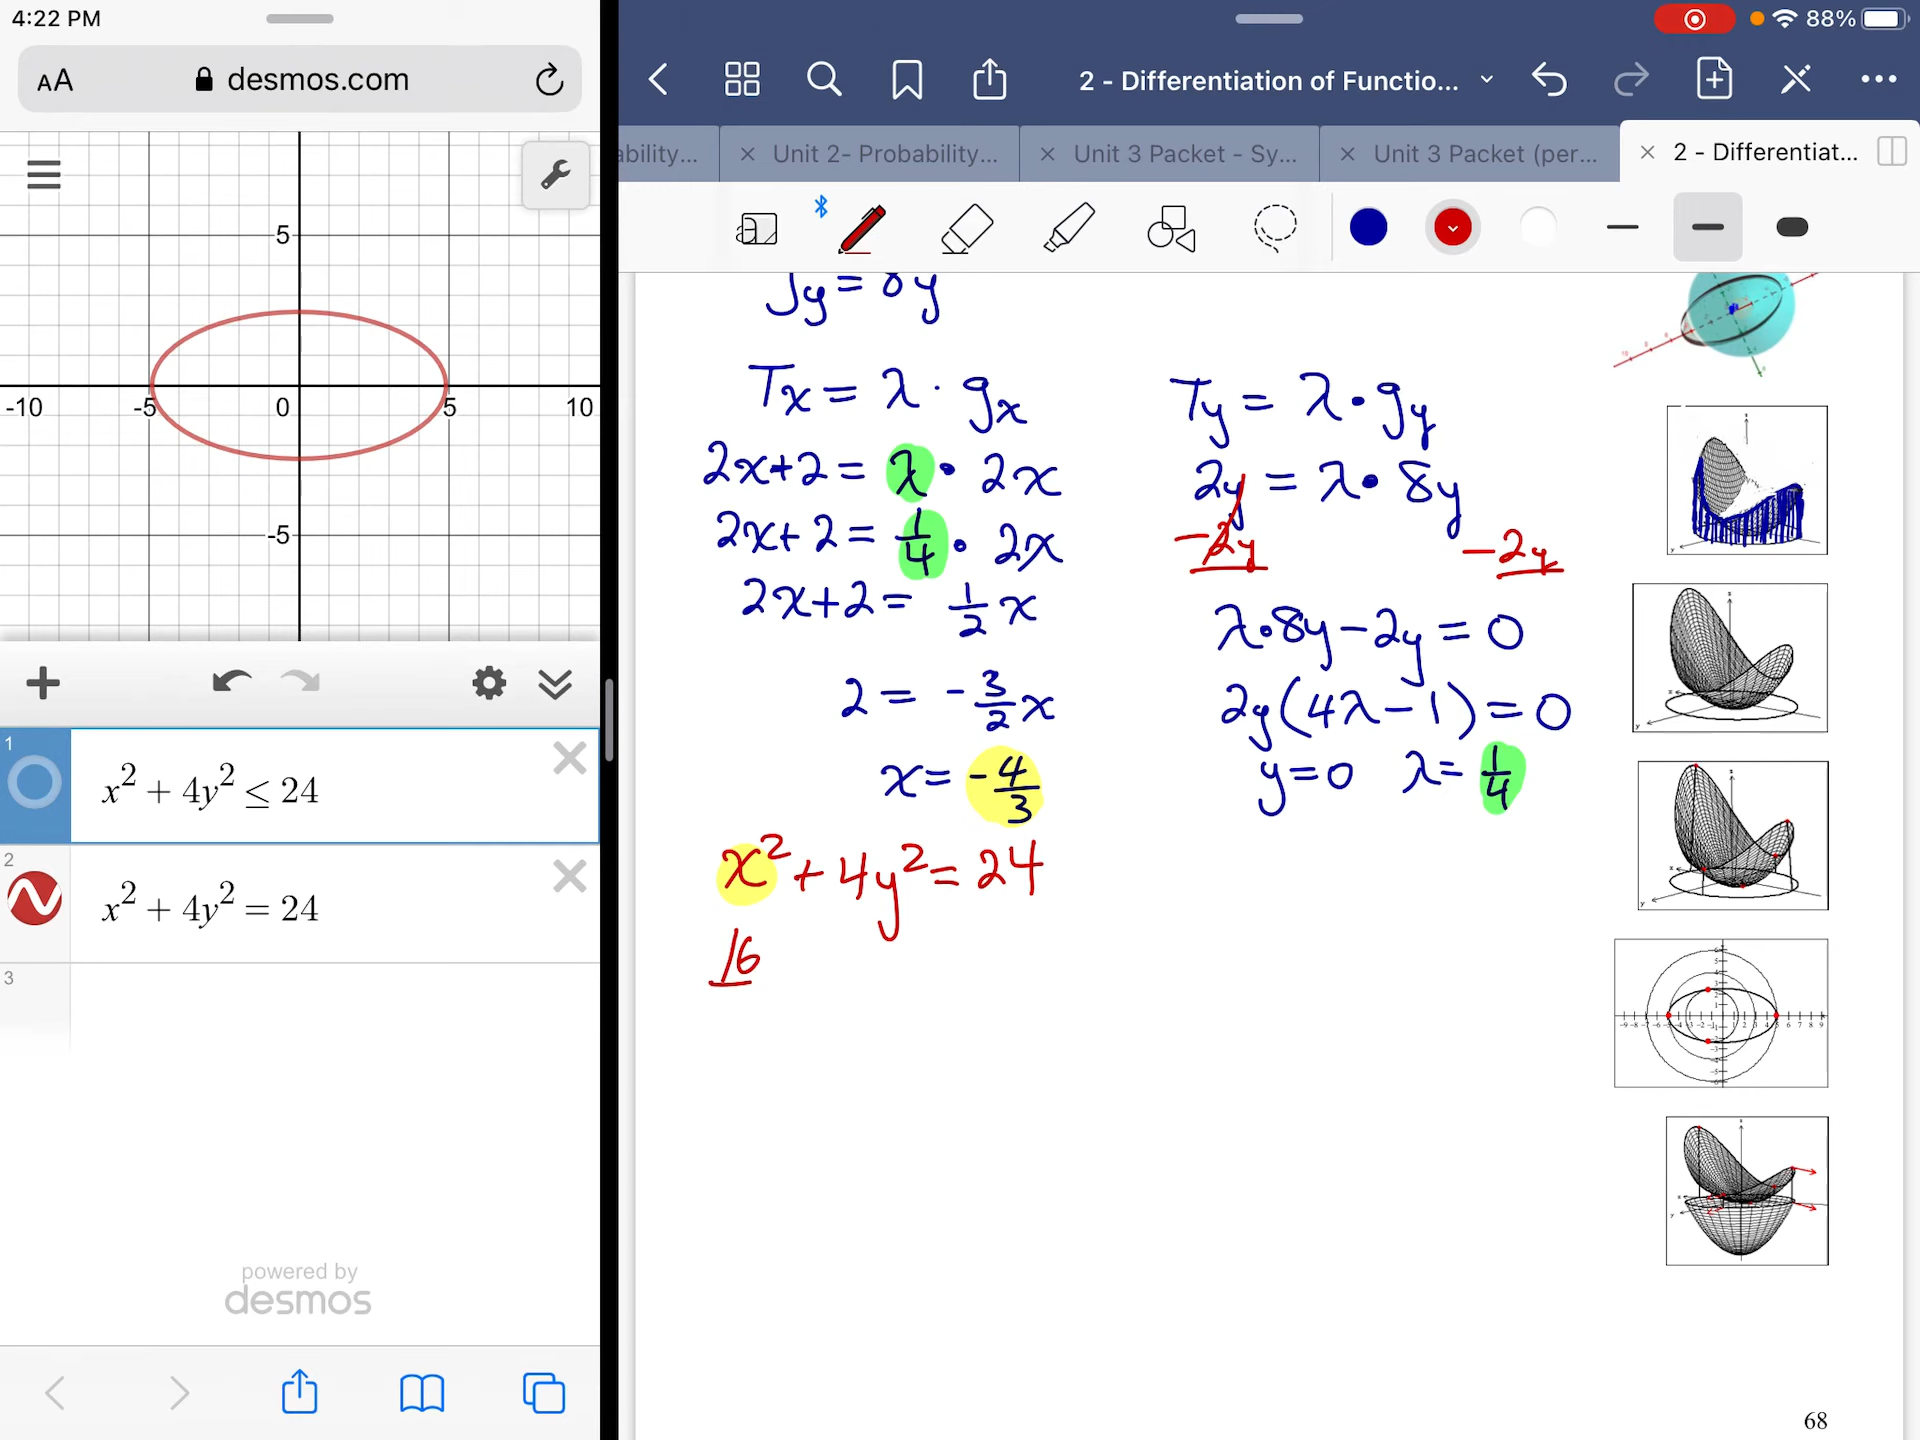 4:22 PM
88%
AA desmos.com
2 - Differentiation of Functio...
ability...
Unit 2- Probability...
Unit 3 Packet - Sy...
Unit 3 Packet (per...
2 - Differentiat...
5
-10 -5 0 5 10
-5
1
x² + 4y² ≤ 24
2
x² + 4y² = 24
3
powered by
desmos
= 8y
Tx = λ · gx
2x+2 = λ • 2x
2x+2 = 1/4 • 2x
2x+2 = 1/2 x
2 = -3/2 x
x = -4/3
x² + 4y² = 24
16
Ty = λ • gy
2y = λ • 8y
-2y -2y
λ•8y-2y = 0
2y(4λ-1) = 0
y=0 λ= 1/4
68